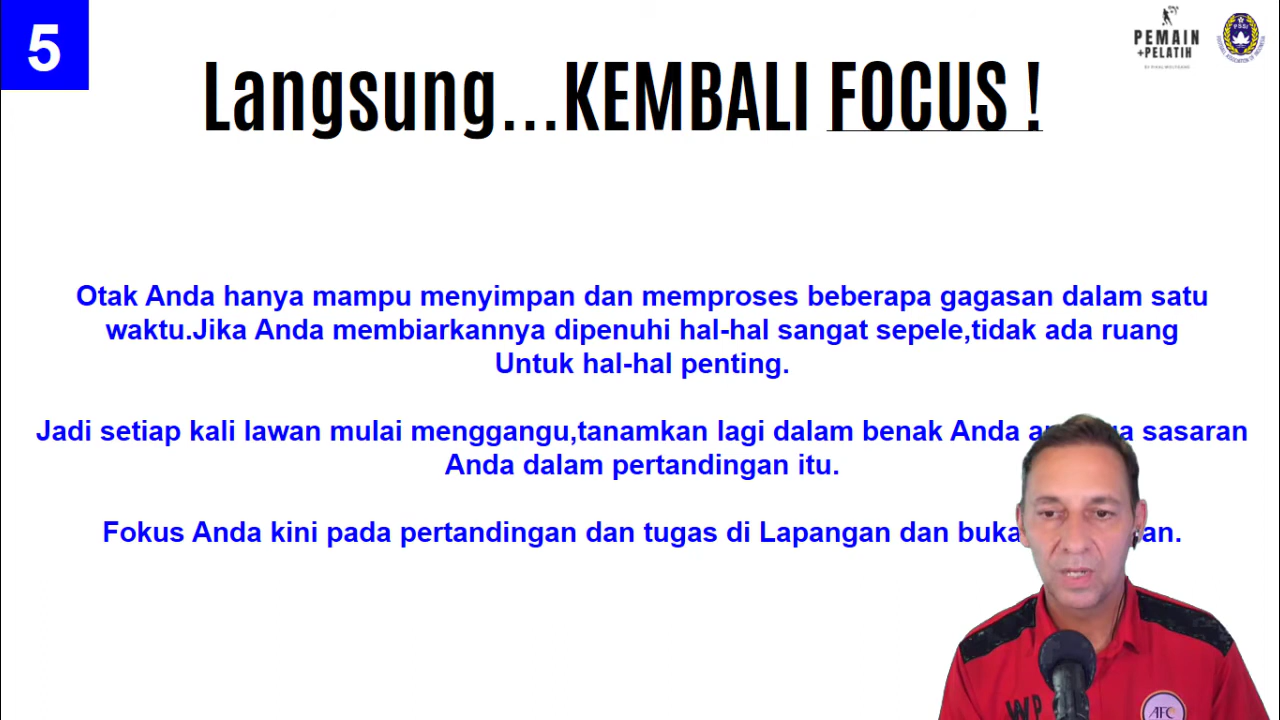 5
PEMAIN
+PELATIH
PSSI
Langsung...KEMBALI FOCUS !
Otak Anda hanya mampu menyimpan dan memproses beberapa gagasan dalam satu
waktu.Jika Anda membiarkannya dipenuhi hal-hal sangat sepele,tidak ada ruang
Untuk hal-hal penting.
Jadi setiap kali lawan mulai mengganggu,tanamkan lagi dalam benak Anda sasaran
Anda dalam pertandingan itu.
Fokus Anda kini pada pertandingan dan tugas di Lapangan dan
WP
AFC